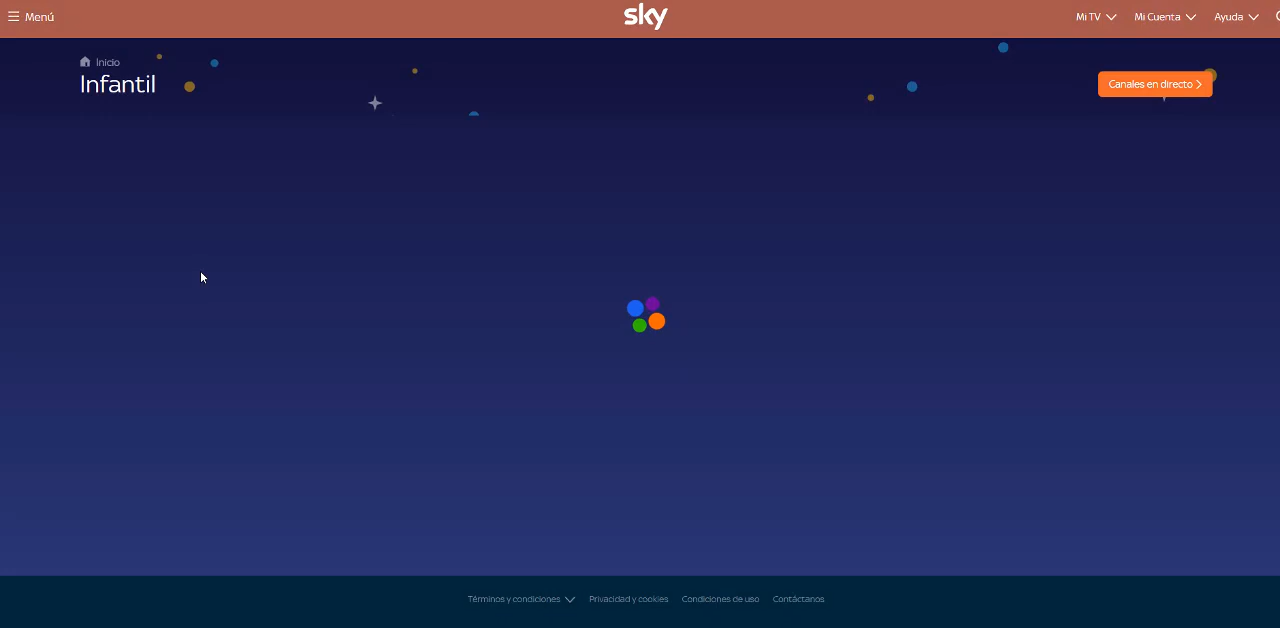 Menú
sky
Mi TV
Mi Cuenta
Ayuda
Inicio
Infantil
Canales en directo
Términos y condiciones
Privacidad y cookies
Condiciones de uso
Contáctanos